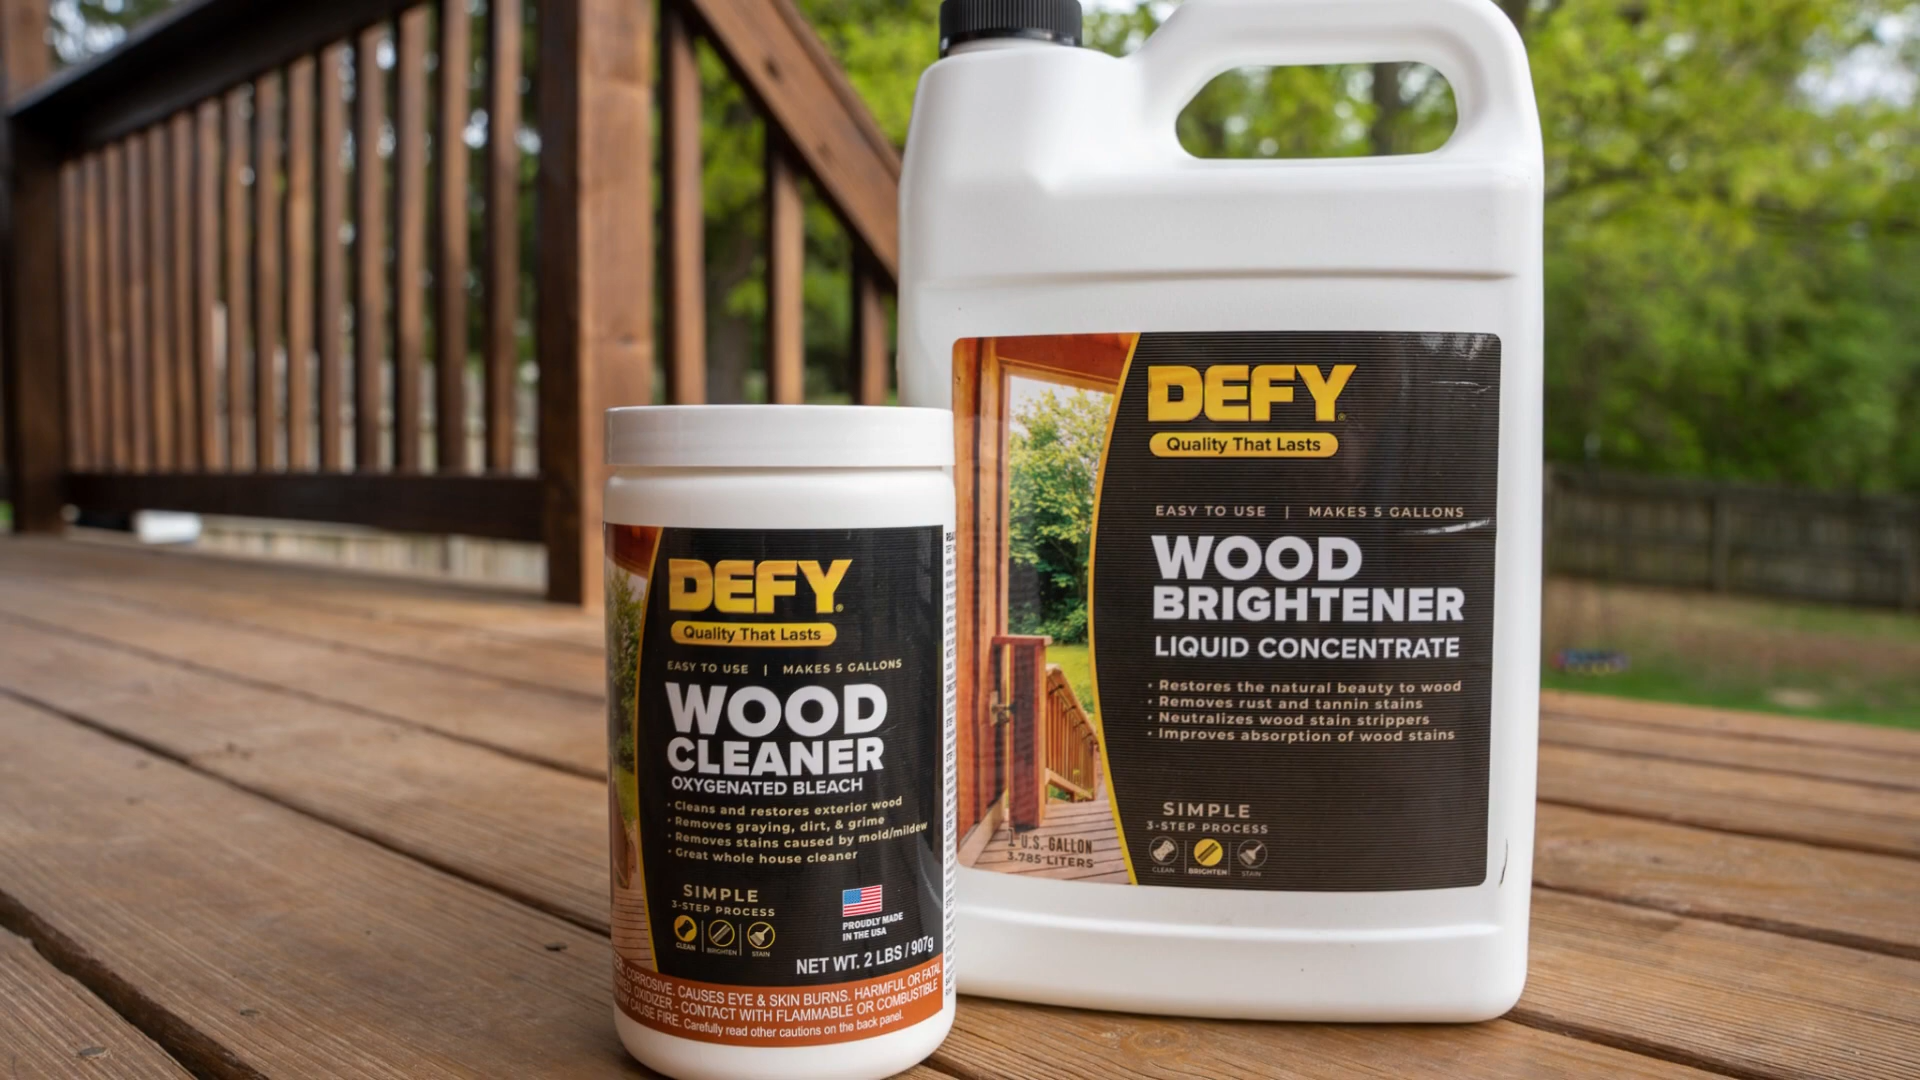 DEFY®
Quality That Lasts
EASY TO USE | MAKES 5 GALLONS
WOOD
CLEANER
OXYGENATED BLEACH
· Cleans and restores exterior wood
· Removes graying, dirt, & grime
· Removes stains caused by mold/mildew
· Great whole house cleaner
SIMPLE
3-STEP PROCESS
CLEAN BRIGHTEN STAIN
PROUDLY MADE
IN THE USA
NET WT. 2 LBS / 907g
CORROSIVE. CAUSES EYE & SKIN BURNS. HARMFUL OR FATAL
OXIDIZER - CONTACT WITH FLAMMABLE OR COMBUSTIBLE
CAUSE FIRE. Carefully read other cautions on the back panel.
DEFY®
Quality That Lasts
EASY TO USE | MAKES 5 GALLONS
WOOD
BRIGHTENER
LIQUID CONCENTRATE
· Restores the natural beauty to wood
· Removes rust and tannin stains
· Neutralizes wood stain strippers
· Improves absorption of wood stains
SIMPLE
3-STEP PROCESS
CLEAN BRIGHTEN STAIN
1 U.S. GALLON
3.785 LITERS